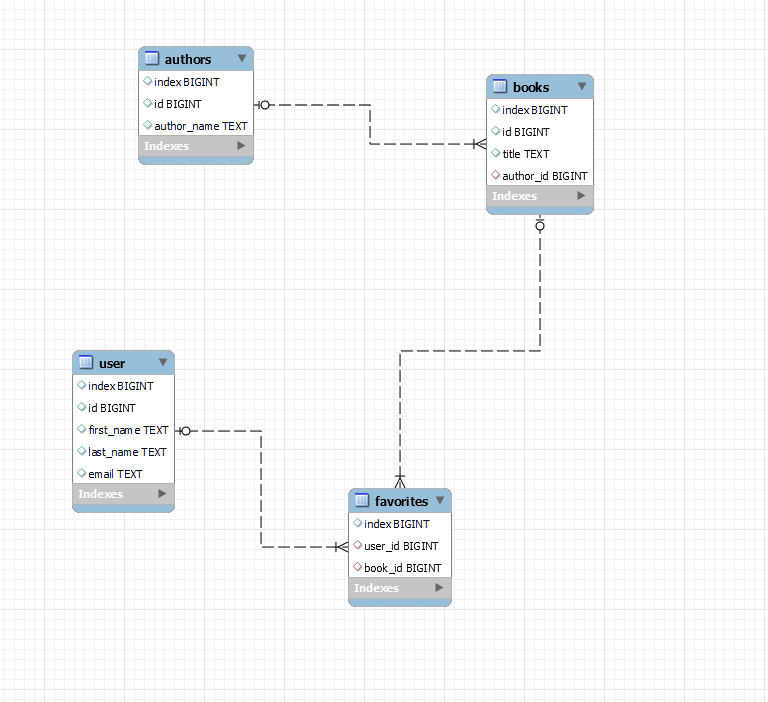 authors
index BIGINT
id BIGINT
author_name TEXT
Indexes
books
index BIGINT
id BIGINT
title TEXT
author_id BIGINT
Indexes
user
index BIGINT
id BIGINT
first_name TEXT
last_name TEXT
email TEXT
Indexes
favorites
index BIGINT
user_id BIGINT
book_id BIGINT
Indexes